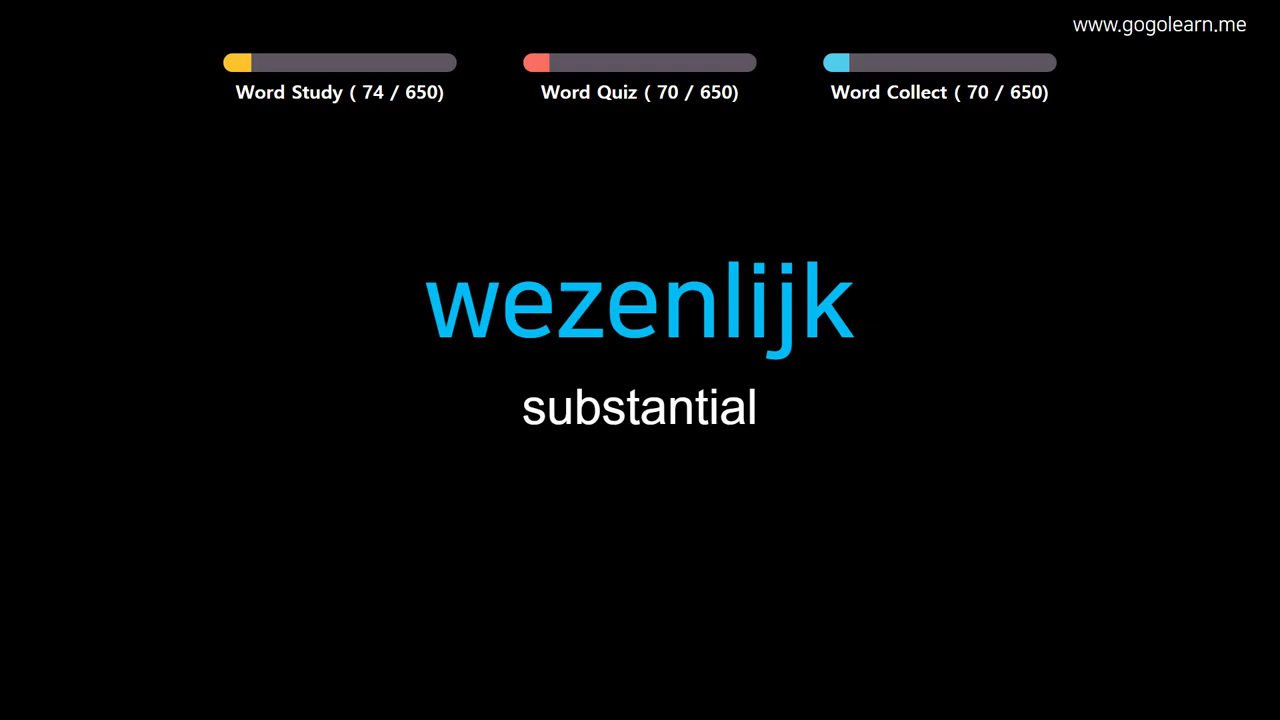 www.gogolearn.me
Word Study ( 74 / 650)
Word Quiz ( 70 / 650)
Word Collect ( 70 / 650)
wezenlijk
substantial